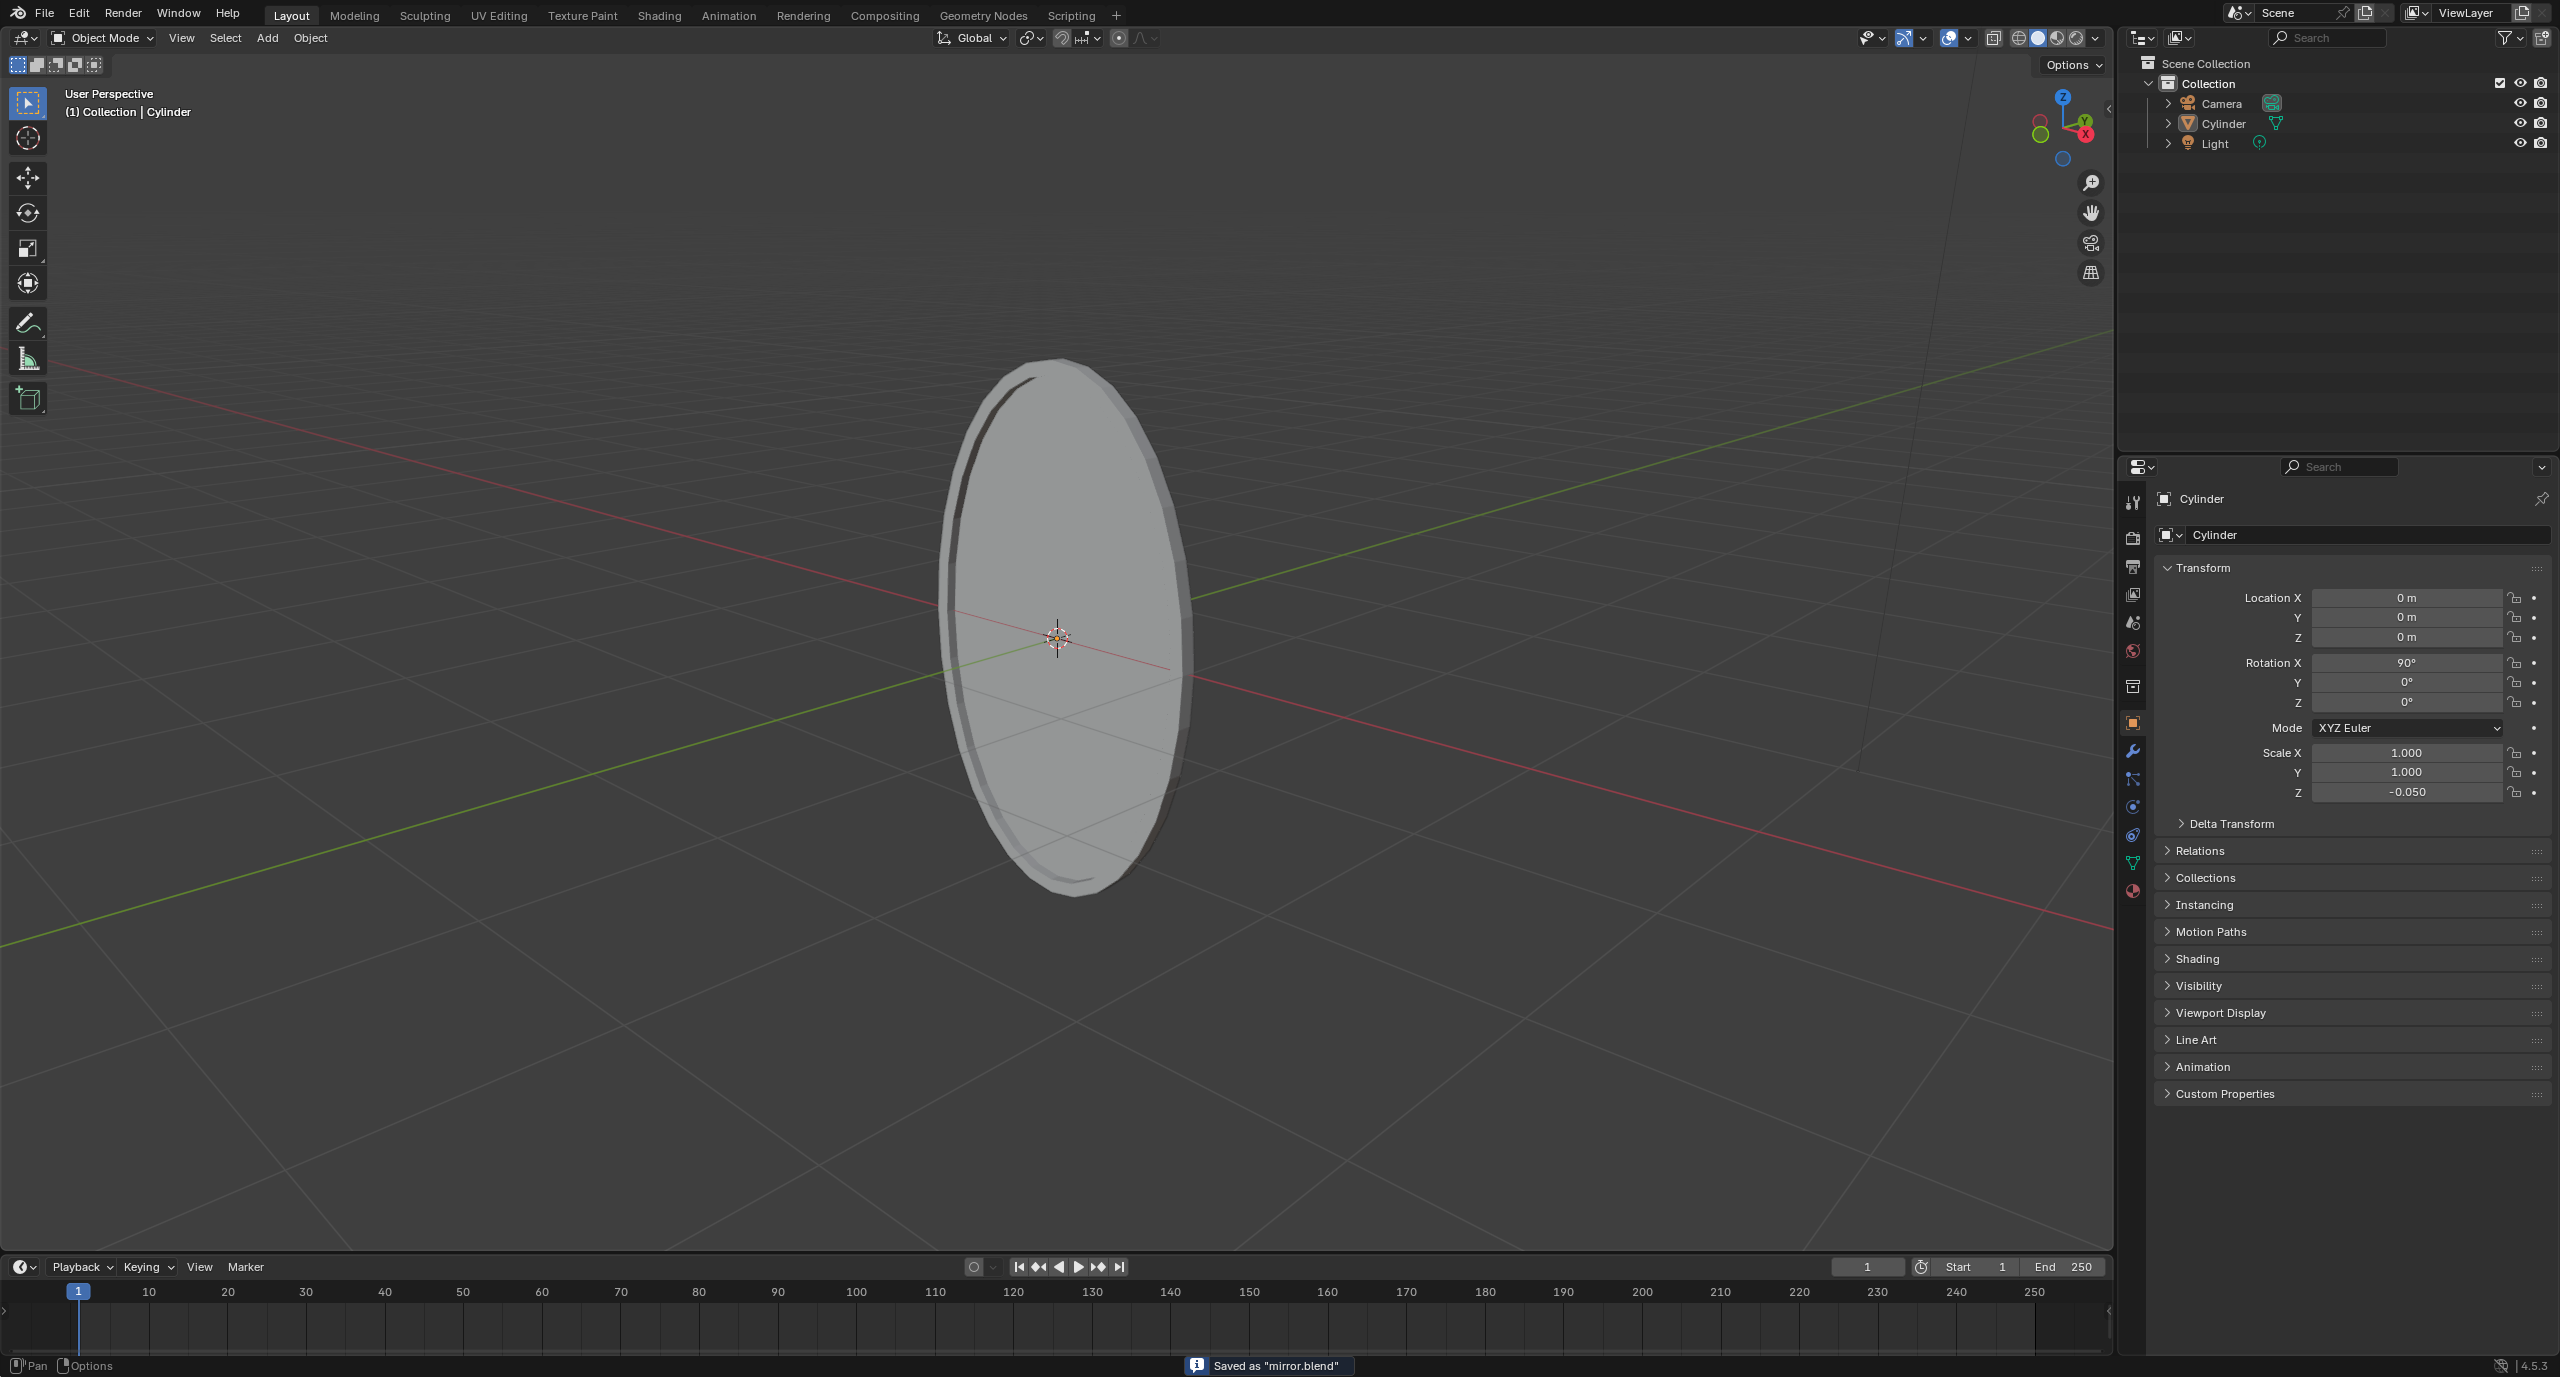 File Edit Render Window Help Layout Modeling Sculpting UV Editing Texture Paint Shading Animation Rendering Compositing Geometry Nodes Scripting + Scene ViewLayer
Object Mode View Select Add Object Global Search
Options
User Perspective
(1) Collection | Cylinder
Z
Y
X
Scene Collection
Collection
Camera
Cylinder
Light
Search
Cylinder
Cylinder
Transform
Location X 0 m
Y 0 m
Z 0 m
Rotation X 90°
Y 0°
Z 0°
Mode XYZ Euler
Scale X 1.000
Y 1.000
Z -0.050
Delta Transform
Relations
Collections
Instancing
Motion Paths
Shading
Visibility
Viewport Display
Line Art
Animation
Custom Properties
Playback Keying View Marker 1 Start 1 End 250
1 10 20 30 40 50 60 70 80 90 100 110 120 130 140 150 160 170 180 190 200 210 220 230 240 250
Pan Options Saved as "mirror.blend" 4.5.3